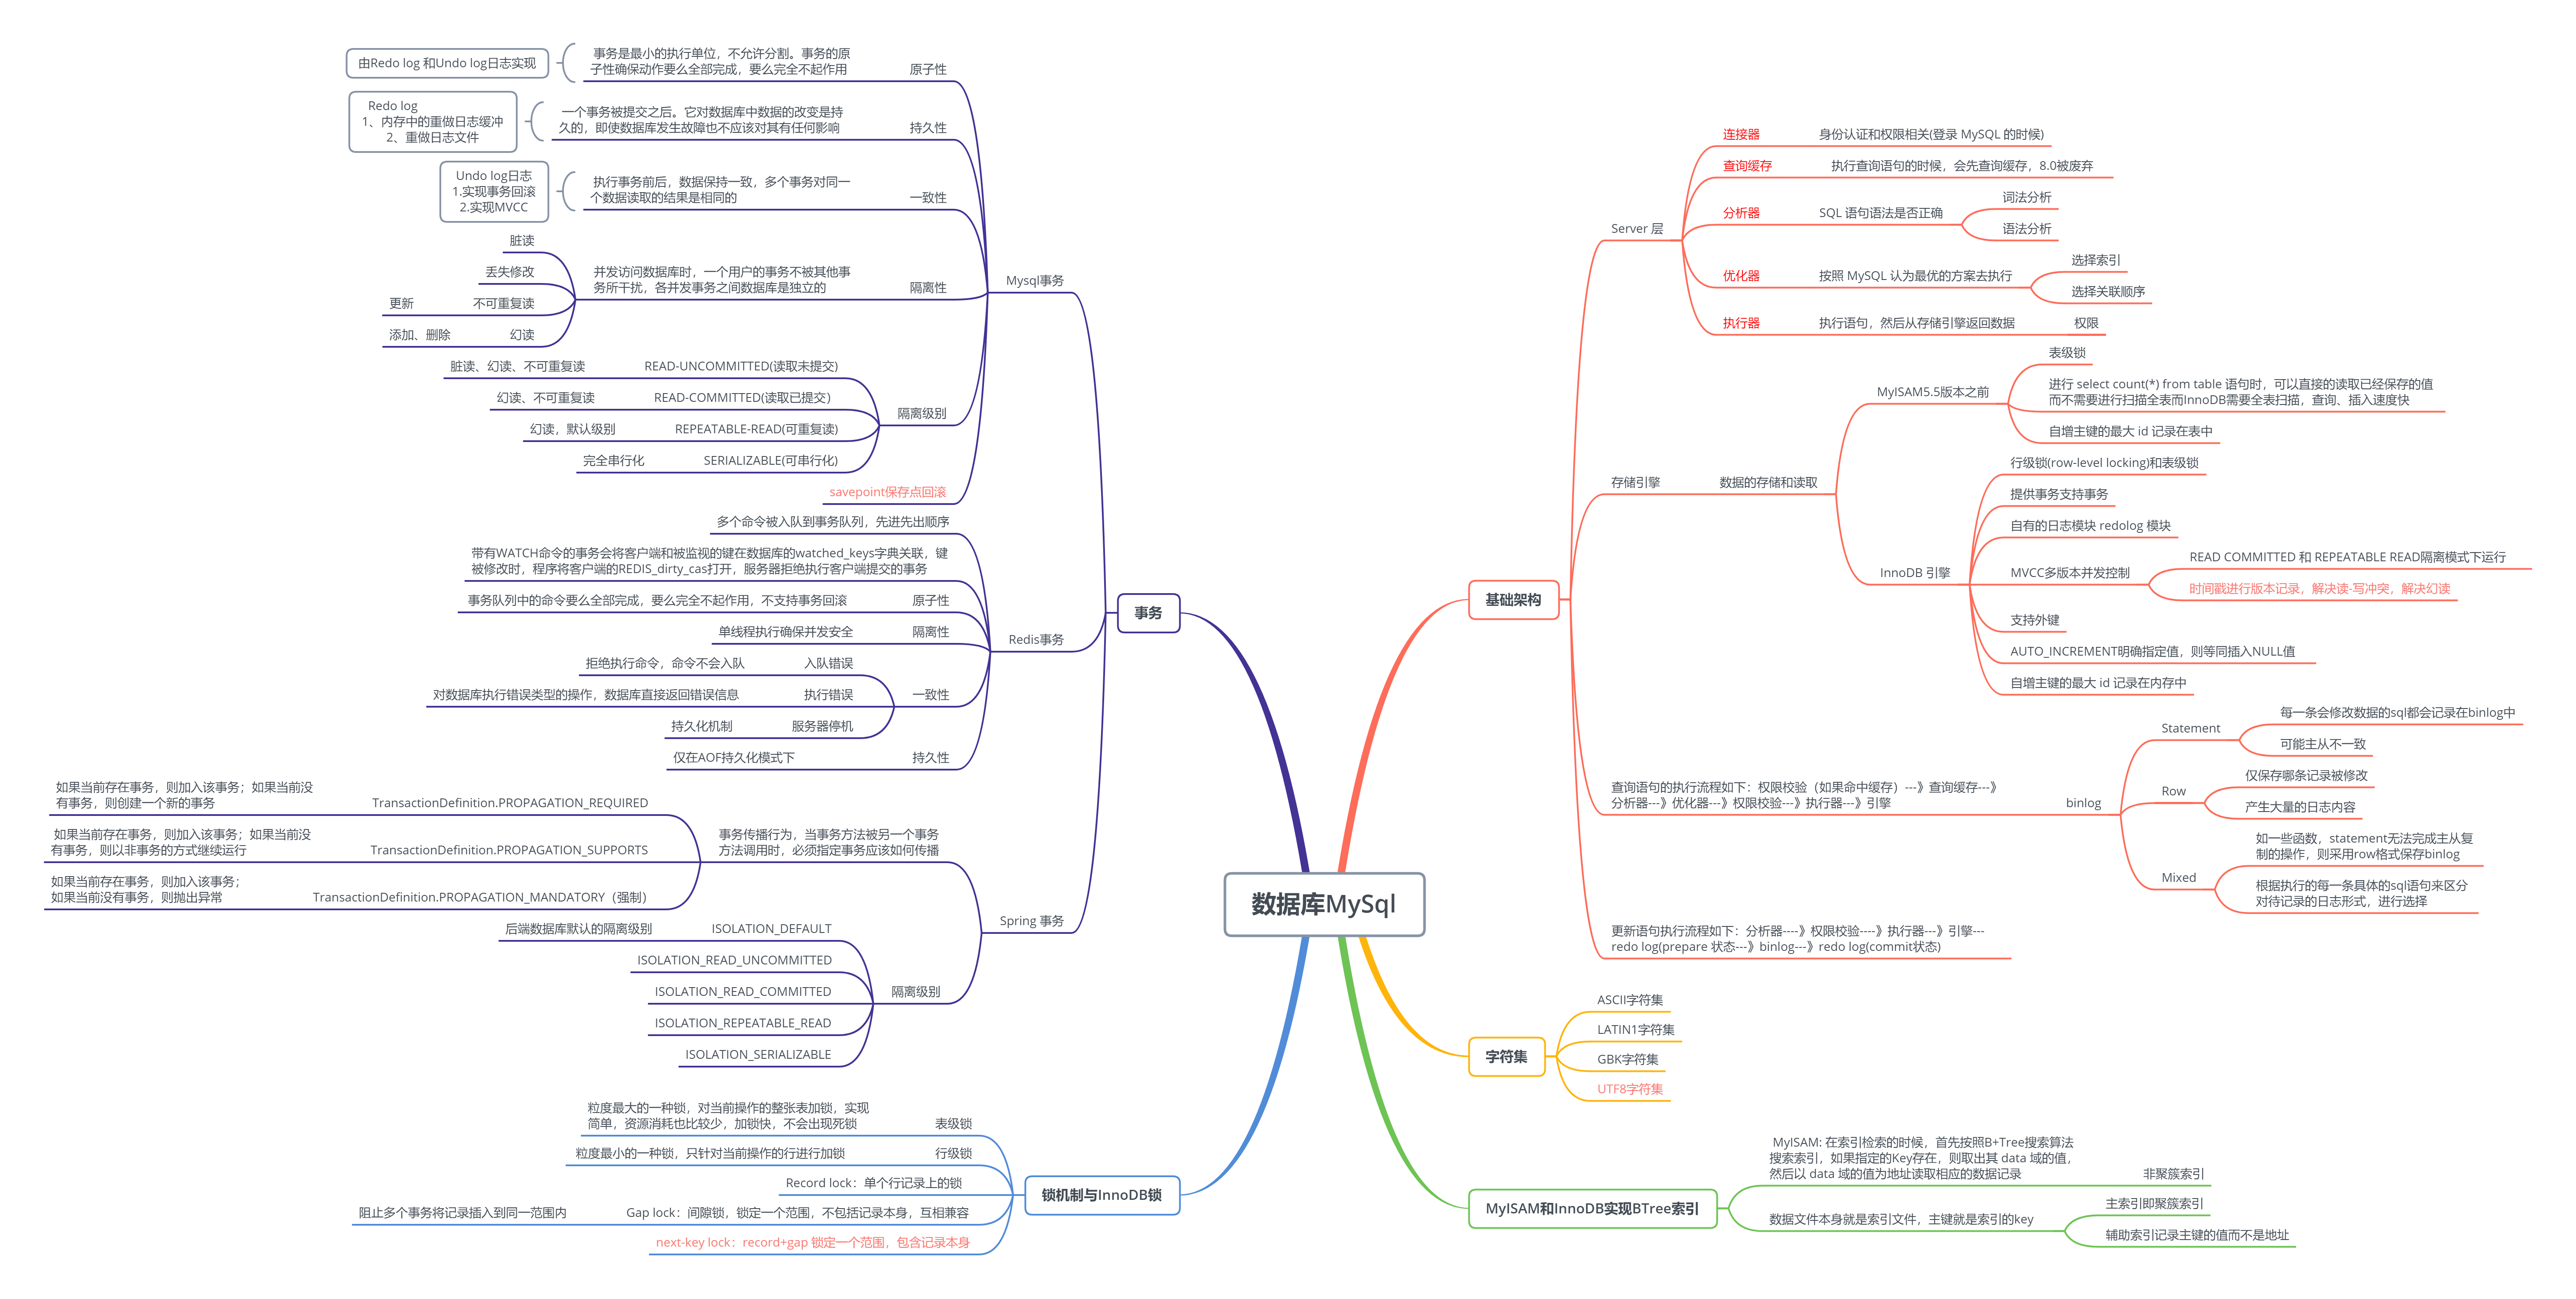 数据库MySql
基础架构
Server 层
连接器
身份认证和权限相关(登录 MySQL 的时候)
查询缓存
执行查询语句的时候，会先查询缓存，8.0被废弃
分析器
SQL 语句语法是否正确
词法分析
语法分析
优化器
按照 MySQL 认为最优的方案去执行
选择索引
选择关联顺序
执行器
执行语句，然后从存储引擎返回数据
权限
存储引擎
数据的存储和读取
MyISAM5.5版本之前
表级锁
进行 select count(*) from table 语句时，可以直接的读取已经保存的值
而不需要进行扫描全表而InnoDB需要全表扫描，查询、插入速度快
自增主键的最大 id 记录在表中
InnoDB 引擎
行级锁(row-level locking)和表级锁
提供事务支持事务
自有的日志模块 redolog 模块
MVCC多版本并发控制
READ COMMITTED 和 REPEATABLE READ隔离模式下运行
时间戳进行版本记录，解决读-写冲突，解决幻读
支持外键
AUTO_INCREMENT明确指定值，则等同插入NULL值
自增主键的最大 id 记录在内存中
查询语句的执行流程如下：权限校验（如果命中缓存）---》查询缓存---》
分析器---》优化器---》权限校验---》执行器---》引擎
binlog
Statement
每一条会修改数据的sql都会记录在binlog中
可能主从不一致
Row
仅保存哪条记录被修改
产生大量的日志内容
Mixed
如一些函数，statement无法完成主从复
制的操作，则采用row格式保存binlog
根据执行的每一条具体的sql语句来区分
对待记录的日志形式，进行选择
更新语句执行流程如下：分析器----》权限校验----》执行器---》引擎---
redo log(prepare 状态---》binlog---》redo log(commit状态)
字符集
ASCII字符集
LATIN1字符集
GBK字符集
UTF8字符集
MyISAM和InnoDB实现BTree索引
MyISAM: 在索引检索的时候，首先按照B+Tree搜索算法
搜索索引，如果指定的Key存在，则取出其 data 域的值，
然后以 data 域的值为地址读取相应的数据记录
非聚簇索引
数据文件本身就是索引文件，主键就是索引的key
主索引即聚簇索引
辅助索引记录主键的值而不是地址
事务
Mysql事务
原子性
事务是最小的执行单位，不允许分割。事务的原
子性确保动作要么全部完成，要么完全不起作用
由Redo log 和Undo log日志实现
持久性
一个事务被提交之后。它对数据库中数据的改变是持
久的，即使数据库发生故障也不应该对其有任何影响
Redo log
1、内存中的重做日志缓冲
2、重做日志文件
一致性
执行事务前后，数据保持一致，多个事务对同一
个数据读取的结果是相同的
Undo log日志
1.实现事务回滚
2.实现MVCC
隔离性
并发访问数据库时，一个用户的事务不被其他事
务所干扰，各并发事务之间数据库是独立的
脏读
丢失修改
不可重复读
更新
幻读
添加、删除
隔离级别
READ-UNCOMMITTED(读取未提交)
脏读、幻读、不可重复读
READ-COMMITTED(读取已提交)
幻读、不可重复读
REPEATABLE-READ(可重复读)
幻读，默认级别
SERIALIZABLE(可串行化)
完全串行化
savepoint保存点回滚
Redis事务
多个命令被入队到事务队列，先进先出顺序
带有WATCH命令的事务会将客户端和被监视的键在数据库的watched_keys字典关联，键
被修改时，程序将客户端的REDIS_dirty_cas打开，服务器拒绝执行客户端提交的事务
原子性
事务队列中的命令要么全部完成，要么完全不起作用，不支持事务回滚
隔离性
单线程执行确保并发安全
一致性
入队错误
拒绝执行命令，命令不会入队
执行错误
对数据库执行错误类型的操作，数据库直接返回错误信息
服务器停机
持久化机制
持久性
仅在AOF持久化模式下
Spring 事务
事务传播行为，当事务方法被另一个事务
方法调用时，必须指定事务应该如何传播
TransactionDefinition.PROPAGATION_REQUIRED
如果当前存在事务，则加入该事务；如果当前没
有事务，则创建一个新的事务
TransactionDefinition.PROPAGATION_SUPPORTS
如果当前存在事务，则加入该事务；如果当前没
有事务，则以非事务的方式继续运行
TransactionDefinition.PROPAGATION_MANDATORY（强制）
如果当前存在事务，则加入该事务；
如果当前没有事务，则抛出异常
隔离级别
ISOLATION_DEFAULT
后端数据库默认的隔离级别
ISOLATION_READ_UNCOMMITTED
ISOLATION_READ_COMMITTED
ISOLATION_REPEATABLE_READ
ISOLATION_SERIALIZABLE
锁机制与InnoDB锁
表级锁
粒度最大的一种锁，对当前操作的整张表加锁，实现
简单，资源消耗也比较少，加锁快，不会出现死锁
行级锁
粒度最小的一种锁，只针对当前操作的行进行加锁
Record lock：单个行记录上的锁
Gap lock：间隙锁，锁定一个范围，不包括记录本身，互相兼容
阻止多个事务将记录插入到同一范围内
next-key lock：record+gap 锁定一个范围，包含记录本身